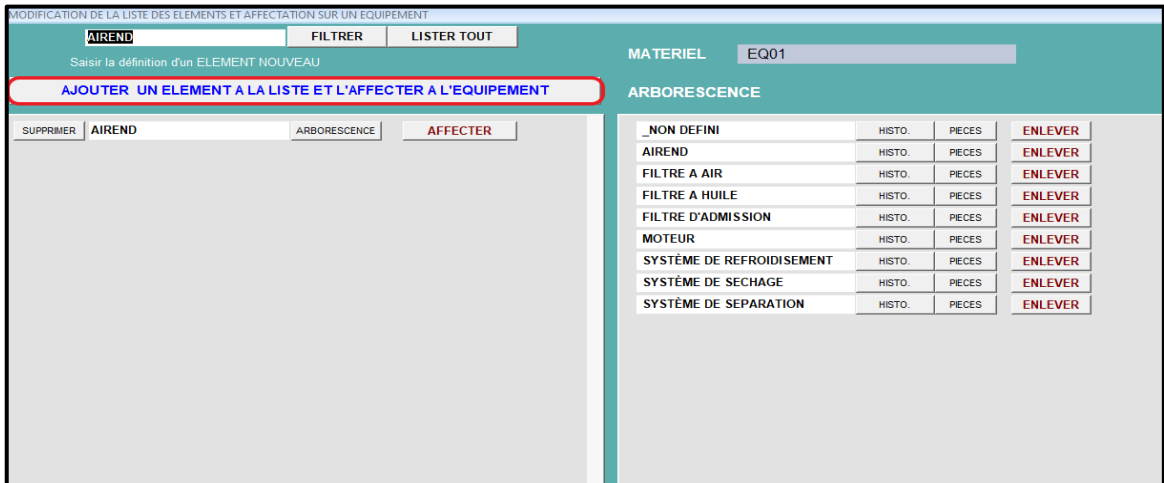 MODIFICATION DE LA LISTE DES ELEMENTS ET AFFECTATION SUR UN EQUIPEMENT
AIREND FILTRER LISTER TOUT
Saisir la définition d'un ELEMENT NOUVEAU
AJOUTER UN ELEMENT A LA LISTE ET L'AFFECTER A L'EQUIPEMENT
SUPPRIMER AIREND ARBORESCENCE AFFECTER
MATERIEL EQ01
ARBORESCENCE
_NON DEFINI HISTO. PIECES ENLEVER
AIREND HISTO. PIECES ENLEVER
FILTRE A AIR HISTO. PIECES ENLEVER
FILTRE A HUILE HISTO. PIECES ENLEVER
FILTRE D'ADMISSION HISTO. PIECES ENLEVER
MOTEUR HISTO. PIECES ENLEVER
SYSTÈME DE REFROIDISEMENT HISTO. PIECES ENLEVER
SYSTÈME DE SECHAGE HISTO. PIECES ENLEVER
SYSTÈME DE SEPARATION HISTO. PIECES ENLEVER